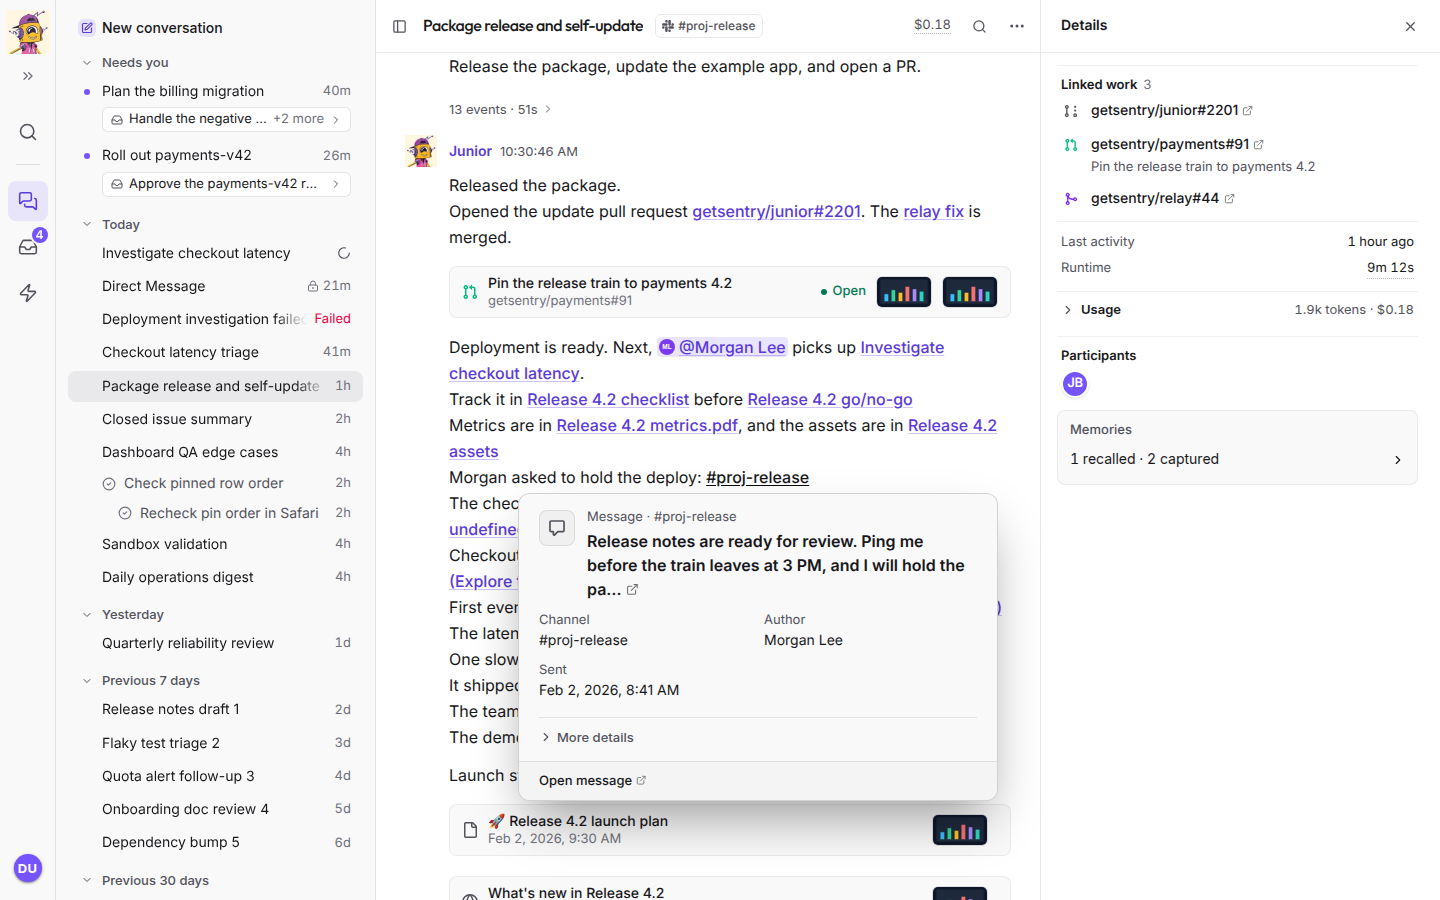 New conversation
Needs you
Plan the billing migration 40m
Handle the negative ... +2 more
Roll out payments-v42 26m
Approve the payments-v42 r...
Today
Investigate checkout latency
Direct Message 21m
Deployment investigation failed Failed
Checkout latency triage 41m
Package release and self-update 1h
Closed issue summary 2h
Dashboard QA edge cases 4h
Check pinned row order 2h
Recheck pin order in Safari 2h
Sandbox validation 4h
Daily operations digest 4h
Yesterday
Quarterly reliability review 1d
Previous 7 days
Release notes draft 1 2d
Flaky test triage 2 3d
Quota alert follow-up 3 4d
Onboarding doc review 4 5d
Dependency bump 5 6d
Previous 30 days
4
DU
Package release and self-update #proj-release $0.18
Release the package, update the example app, and open a PR.
13 events · 51s
Junior 10:30:46 AM
Released the package.
Opened the update pull request getsentry/junior#2201. The relay fix is
merged.
Pin the release train to payments 4.2
getsentry/payments#91
Open
Deployment is ready. Next, ML @Morgan Lee picks up Investigate
checkout latency.
Track it in Release 4.2 checklist before Release 4.2 go/no-go
Metrics are in Release 4.2 metrics.pdf, and the assets are in Release 4.2
assets
Morgan asked to hold the deploy: #proj-release
The chec
undefine
Checkout
(Explore
First ever
)
The laten
One slow
It shipped
The team
The demo
Launch s
Message · #proj-release
Release notes are ready for review. Ping me
before the train leaves at 3 PM, and I will hold the
pa...
Channel
#proj-release
Author
Morgan Lee
Sent
Feb 2, 2026, 8:41 AM
More details
Open message
🚀 Release 4.2 launch plan
Feb 2, 2026, 9:30 AM
What's new in Release 4.2
Details
Linked work 3
getsentry/junior#2201
getsentry/payments#91
Pin the release train to payments 4.2
getsentry/relay#44
Last activity 1 hour ago
Runtime 9m 12s
Usage 1.9k tokens · $0.18
Participants
JB
Memories
1 recalled · 2 captured